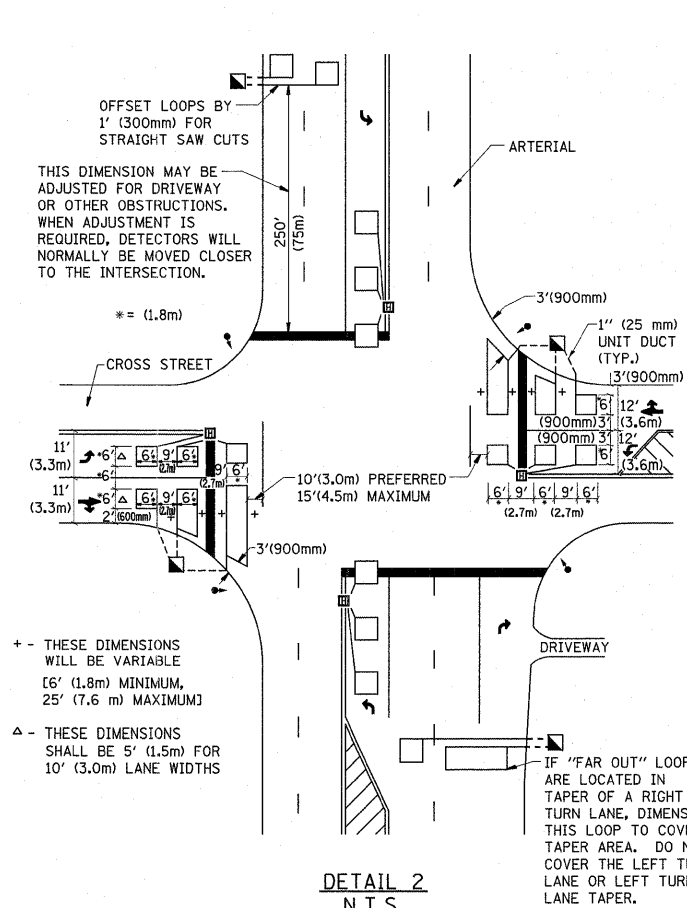 OFFSET LOOPS BY
1' (300mm) FOR
STRAIGHT SAW CUTS
THIS DIMENSION MAY BE
ADJUSTED FOR DRIVEWAY
OR OTHER OBSTRUCTIONS.
WHEN ADJUSTMENT IS
REQUIRED, DETECTORS WILL
NORMALLY BE MOVED CLOSER
TO THE INTERSECTION.
250'
(75m)
ARTERIAL
* = (1.8m)
3'(900mm)
1" (25 mm)
UNIT DUCT
(TYP.)
CROSS STREET
3'(900mm)
*6'
12'
(3.6m)
(900mm) 3'
(900mm) 3'
*6'
12'
(3.6m)
11'
(3.3m)
*6'
△
6'
9'
6'
(2.7m)
*6'
9'
6'
(2.7m)
*
11'
(3.3m)
*6'
△
6'
9'
6'
(2.7m)
2'
(600mm)
+
10'(3.0m) PREFERRED
15'(4.5m) MAXIMUM
6' 9' 6' 9' 6'
* (2.7m) * (2.7m) *
3'(900mm)
DRIVEWAY
+ - THESE DIMENSIONS
WILL BE VARIABLE
[6' (1.8m) MINIMUM,
25' (7.6 m) MAXIMUM]
△ - THESE DIMENSIONS
SHALL BE 5' (1.5m) FOR
10' (3.0m) LANE WIDTHS
IF "FAR OUT" LOOP
ARE LOCATED IN
TAPER OF A RIGHT
TURN LANE, DIMENS
THIS LOOP TO COVE
TAPER AREA. DO N
COVER THE LEFT T
LANE OR LEFT TUR
LANE TAPER.
DETAIL 2
N.T.S.